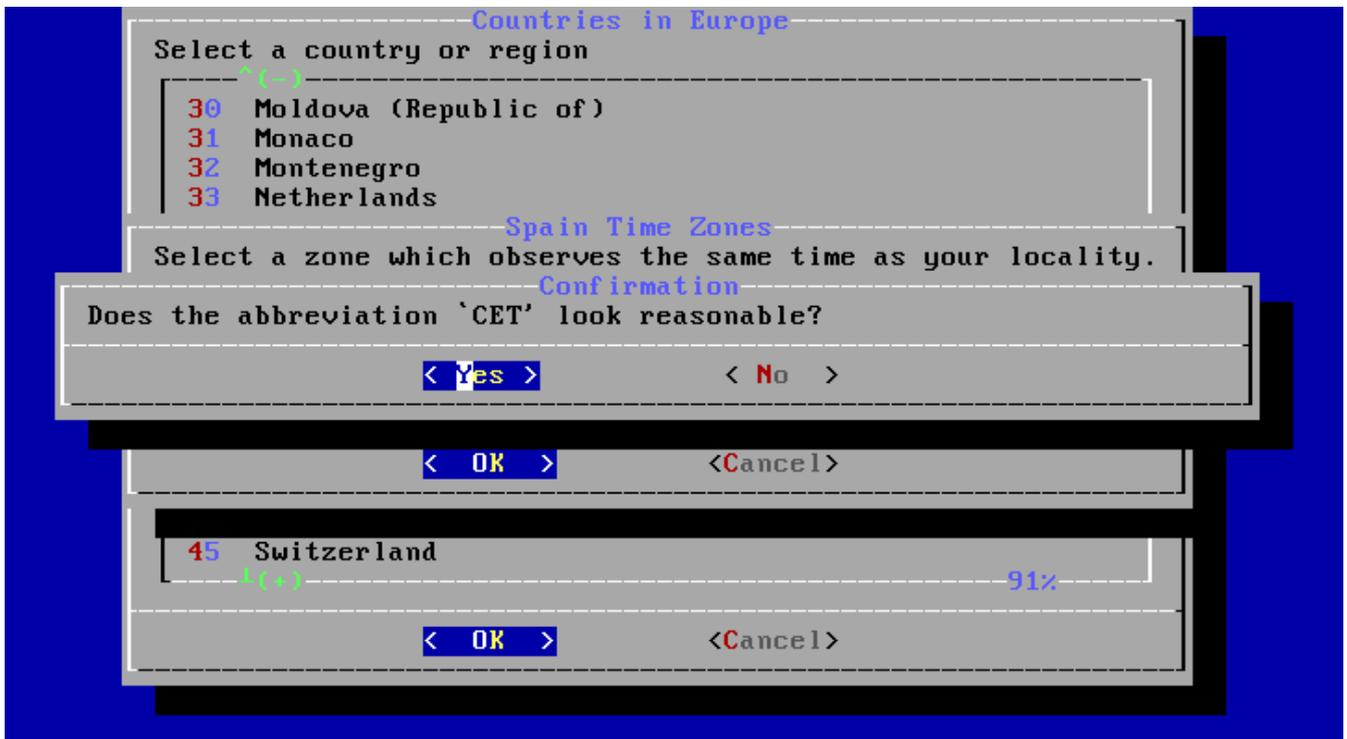 Countries in Europe
Select a country or region
^(-)
30 Moldova (Republic of)
31 Monaco
32 Montenegro
33 Netherlands
Spain Time Zones
Select a zone which observes the same time as your locality.
Confirmation
Does the abbreviation `CET' look reasonable?
< Yes > < No >
< OK > <Cancel>
45 Switzerland
┴(+) 91%
< OK > <Cancel>